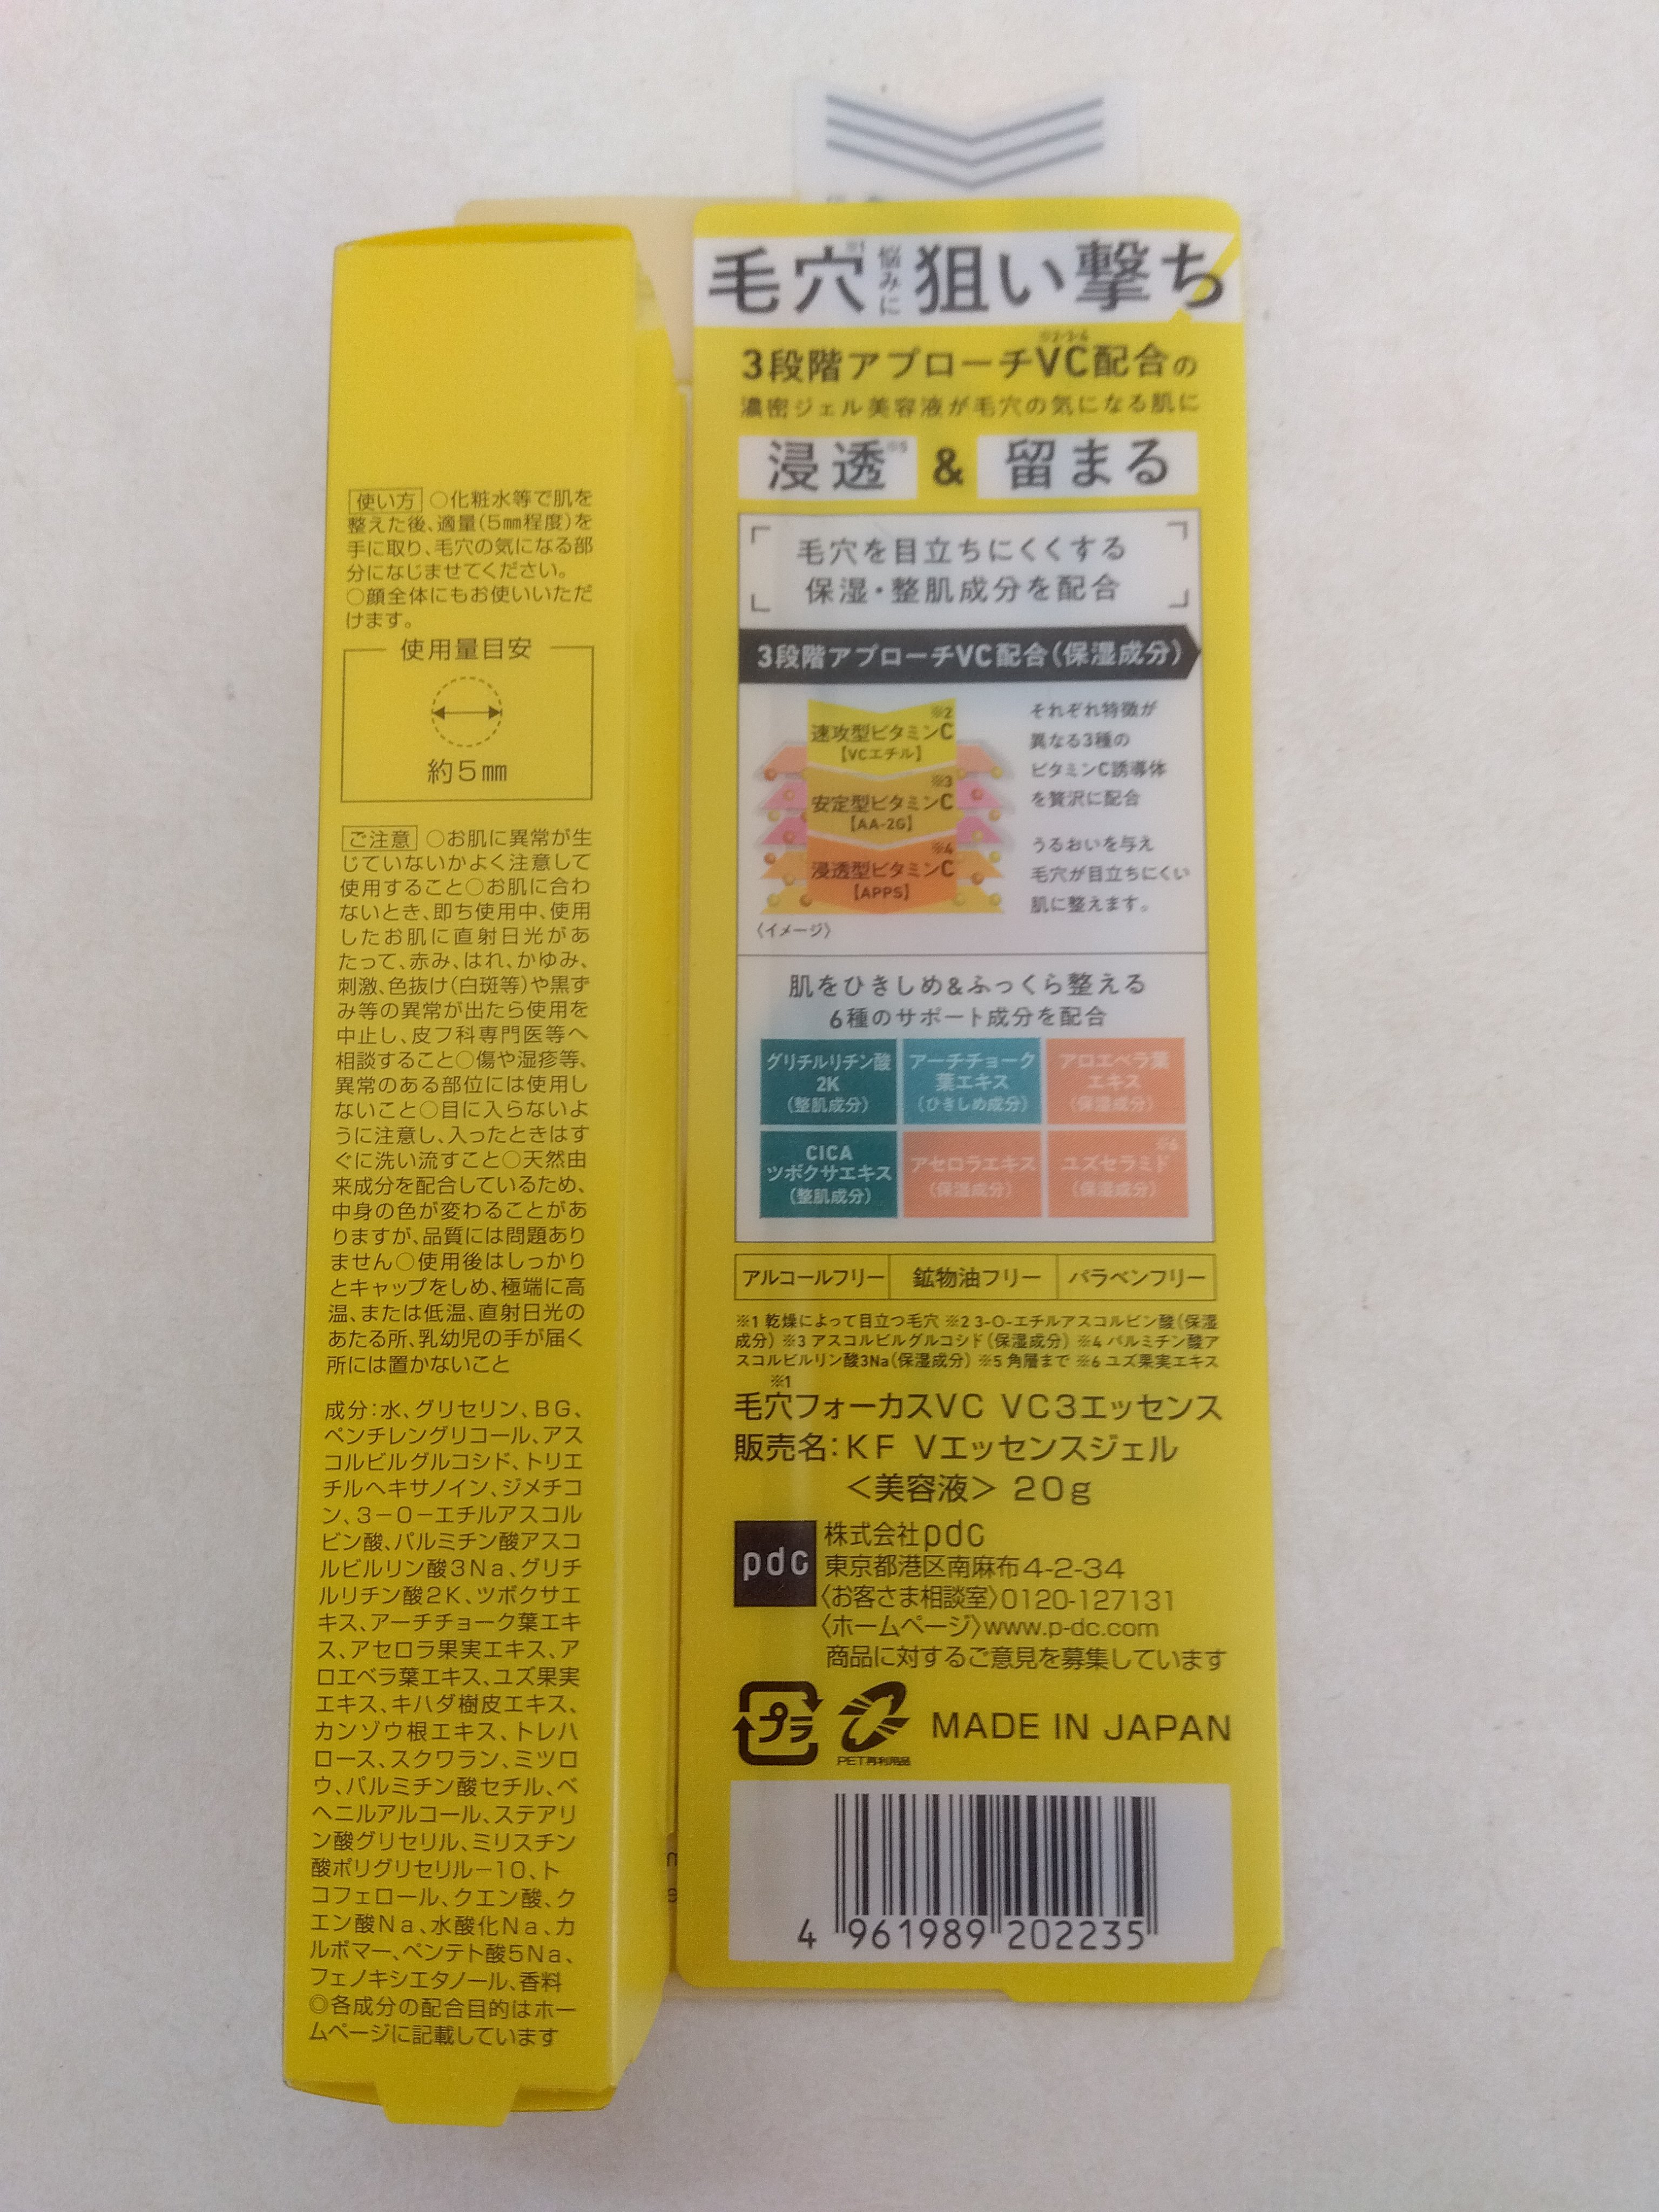 使い方 ○化粧水等で肌を
整えた後、適量(5㎜程度)を
手に取り、毛穴の気になる部
分になじませてください。
○顔全体にもお使いいただ
けます。
使用量目安
約5㎜
ご注意 ○お肌に異常が生
じていないかよく注意して
使用すること○お肌に合わ
ないとき、即ち使用中、使用
したお肌に直射日光があ
たって、赤み、はれ、かゆみ、
刺激、色抜け(白斑等)や黒ず
み等の異常が出たら使用を
中止し、皮フ科専門医等へ
相談すること○傷や湿疹等、
異常のある部位には使用し
ないこと○目に入らないよ
うに注意し、入ったときはす
ぐに洗い流すこと○天然由
来成分を配合しているため、
中身の色が変わることがあ
りますが、品質には問題あり
ません○使用後はしっかり
とキャップをしめ、極端に高
温、または低温、直射日光の
あたる所、乳幼児の手が届く
所には置かないこと
成分:水、グリセリン、BG、
ペンチレングリコール、アス
コルビルグルコシド、トリエ
チルヘキサノイン、ジメチコ
ン、3-O-エチルアスコル
ビン酸、パルミチン酸アスコ
ルビルリン酸3Na、グリチ
ルリチン酸2K、ツボクサエ
キス、アーチチョーク葉エキ
ス、アセロラ果実エキス、ア
ロエベラ葉エキス、ユズ果実
エキス、キハダ樹皮エキス、
カンゾウ根エキス、トレハ
ロース、スクワラン、ミツロ
ウ、パルミチン酸セチル、ベ
ヘニルアルコール、ステアリ
ン酸グリセリル、ミリスチン
酸ポリグリセリル-10、ト
コフェロール、クエン酸、ク
エン酸Na、水酸化Na、カ
ルボマー、ペンテト酸5Na、
フェノキシエタノール、香料
◎各成分の配合目的はホー
ムページに記載しています
毛穴※1悩みに狙い撃ち
3段階アプローチVC※2・3・4配合の
濃密ジェル美容液が毛穴の気になる肌に
浸透※5 & 留まる
毛穴を目立ちにくくする
保湿・整肌成分を配合
3段階アプローチVC配合(保湿成分)
速攻型ビタミンC※2
【VCエチル】
安定型ビタミンC※3
【AA-2G】
浸透型ビタミンC※4
【APPS】
〈イメージ〉
それぞれ特徴が
異なる3種の
ビタミンC誘導体
を贅沢に配合
うるおいを与え
毛穴が目立ちにくい
肌に整えます。
肌をひきしめ&ふっくら整える
6種のサポート成分を配合
グリチルリチン酸
2K
(整肌成分)
アーチチョーク
葉エキス
(ひきしめ成分)
アロエベラ葉
エキス
(保湿成分)
CICA
ツボクサエキス
(整肌成分)
アセロラエキス
(保湿成分)
ユズセラミド※6
(保湿成分)
アルコールフリー 鉱物油フリー パラベンフリー
※1 乾燥によって目立つ毛穴 ※2 3-O-エチルアスコルビン酸(保湿
成分) ※3 アスコルビルグルコシド(保湿成分) ※4 パルミチン酸ア
スコルビルリン酸3Na(保湿成分) ※5 角層まで ※6 ユズ果実エキス
毛穴※1フォーカスVC VC3エッセンス
販売名:KF Vエッセンスジェル
<美容液> 20g
pdc
株式会社pdc
東京都港区南麻布4-2-34
〈お客さま相談室〉0120-127131
〈ホームページ〉www.p-dc.com
商品に対するご意見を募集しています
プラ
PET再利用品
MADE IN JAPAN
4 961989 202235